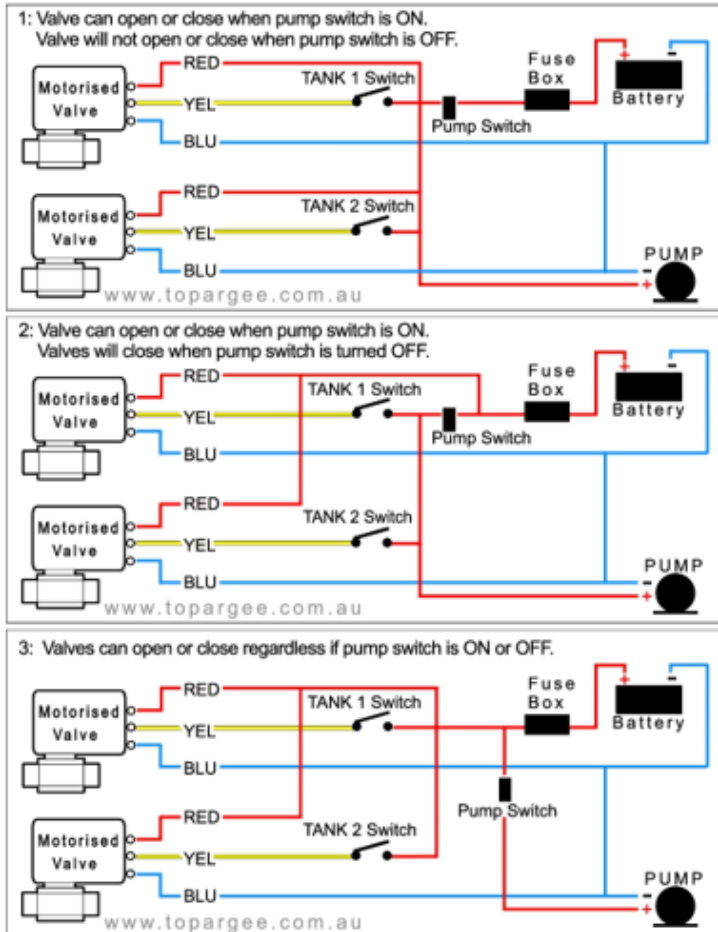 1: Valve can open or close when pump switch is ON.
Valve will not open or close when pump switch is OFF.
RED
TANK 1 Switch
Fuse
Box
+
-
Motorised
Valve
YEL
Pump Switch
Battery
BLU
RED
TANK 2 Switch
Motorised
Valve
YEL
PUMP
BLU
-
+
www.topargee.com.au
2: Valve can open or close when pump switch is ON.
Valves will close when pump switch is turned OFF.
RED
TANK 1 Switch
Fuse
Box
+
-
Motorised
Valve
YEL
Pump Switch
Battery
BLU
RED
TANK 2 Switch
Motorised
Valve
YEL
PUMP
BLU
-
+
www.topargee.com.au
3: Valves can open or close regardless if pump switch is ON or OFF.
RED
TANK 1 Switch
Fuse
Box
+
-
Motorised
Valve
YEL
Battery
BLU
Pump Switch
RED
TANK 2 Switch
Motorised
Valve
YEL
PUMP
BLU
-
+
www.topargee.com.au